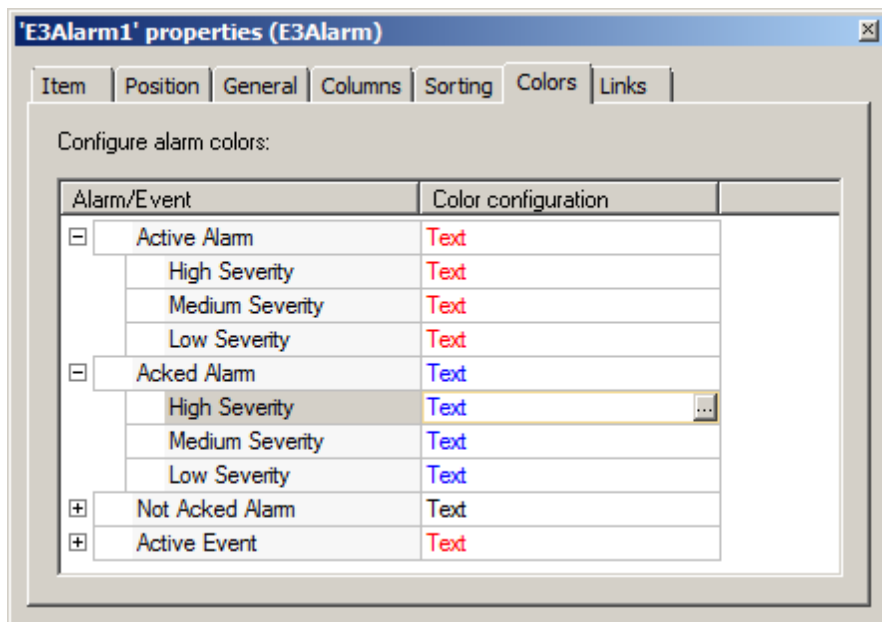 'E3Alarm1' properties (E3Alarm)
Item Position General Columns Sorting Colors Links
Configure alarm colors:
Alarm/Event Color configuration
Active Alarm Text
High Severity Text
Medium Severity Text
Low Severity Text
Acked Alarm Text
High Severity Text ...
Medium Severity Text
Low Severity Text
Not Acked Alarm Text
Active Event Text